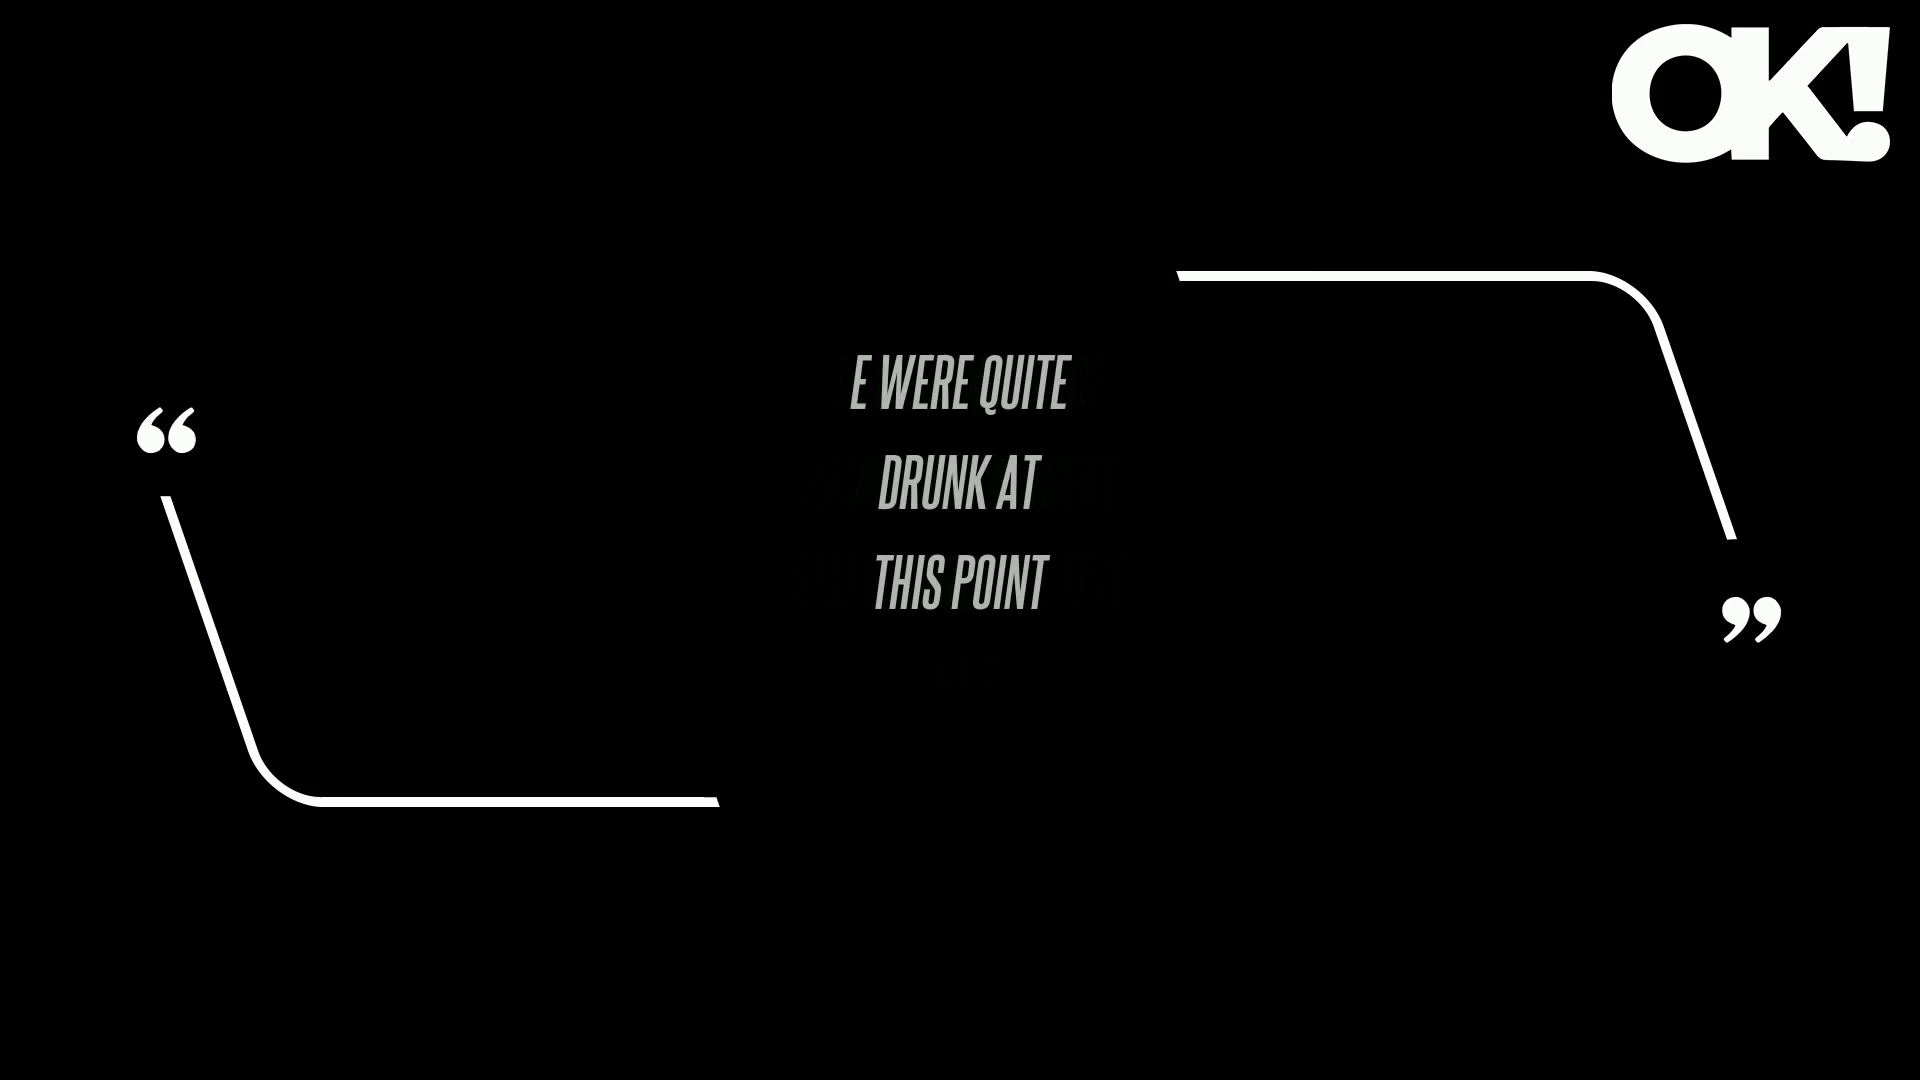 OK!
“
E WERE QUITE
DRUNK AT
THIS POINT
”